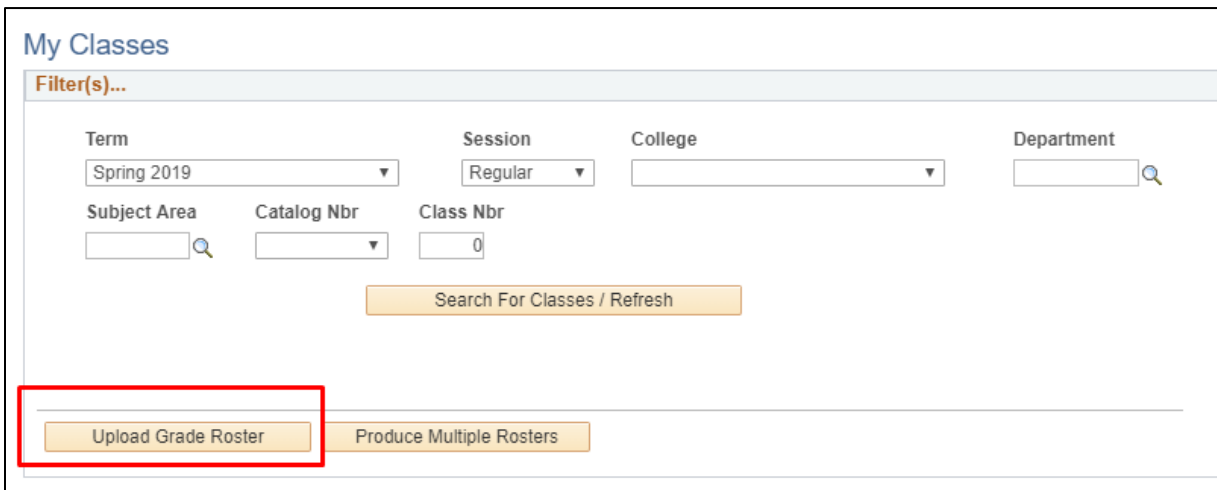 My Classes
Filter(s)...
Term Session College Department
Spring 2019 Regular
Subject Area Catalog Nbr Class Nbr
0
Search For Classes / Refresh
Upload Grade Roster Produce Multiple Rosters